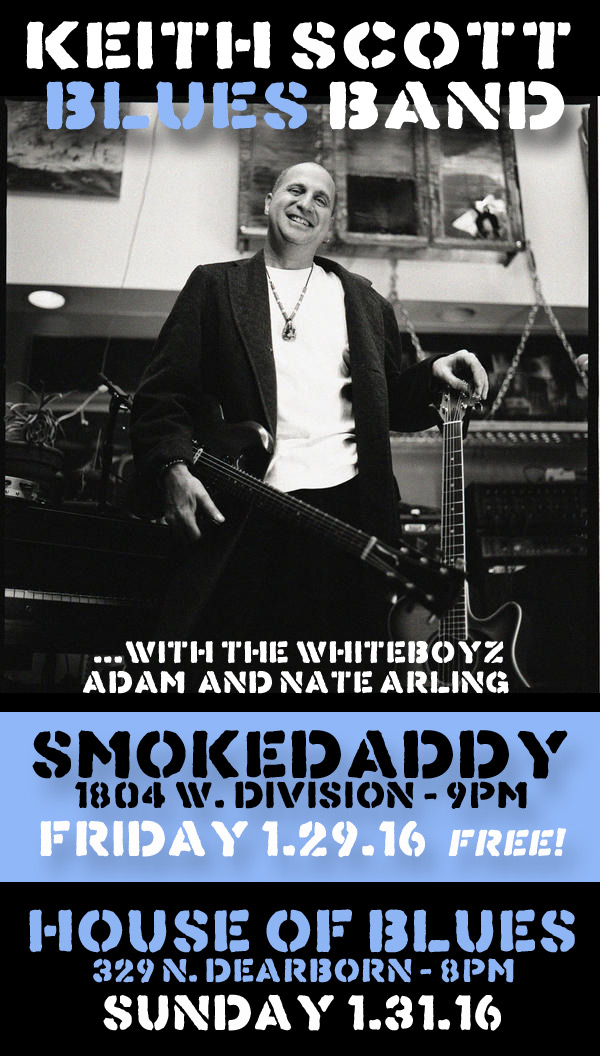 KEITH SCOTT
BLUES BAND
...WITH THE WHITEBOYZ
ADAM AND NATE ARLING
SMOKEDADDY
1804 W. DIVISION - 9PM
FRIDAY 1.29.16 FREE!
HOUSE OF BLUES
329 N. DEARBORN - 8PM
SUNDAY 1.31.16